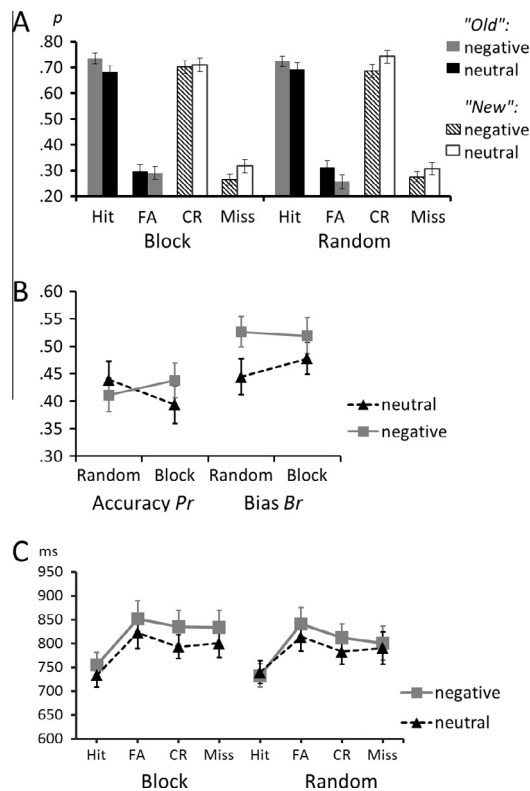 A
p
.80
.70
.60
.50
.40
.30
.20
Hit FA CR Miss Hit FA CR Miss
Block Random
"Old":
negative
neutral
"New":
negative
neutral
B
.60
.55
.50
.45
.40
.35
.30
Random Block Random Block
Accuracy Pr Bias Br
neutral
negative
C
ms
950
900
850
800
750
700
650
600
Hit FA CR Miss Hit FA CR Miss
Block Random
negative
neutral